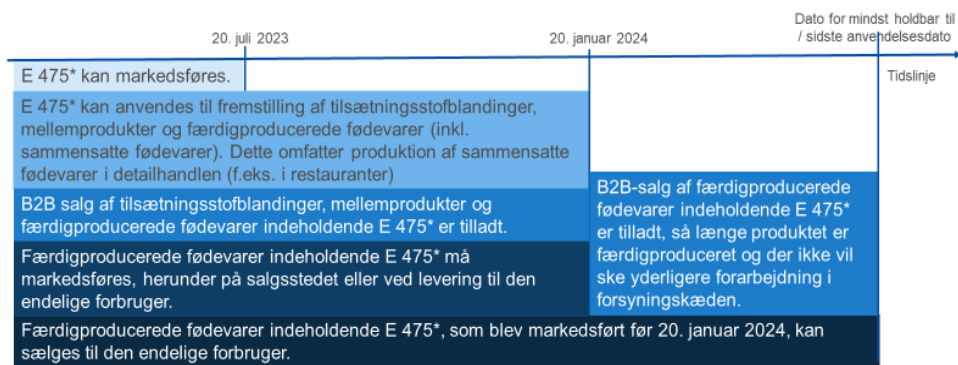 Dato for mindst holdbar til
20. juli 2023
20. januar 2024
/ sidste anvendelsesdato
Tidslinje
E 475* kan markedsføres.
E 475* kan anvendes til fremstilling af tilsætningsstofblandinger,
mellemprodukter og færdigproducerede fødevarer (inkl.
sammensatte fødevarer). Dette omfatter produktion af sammensatte
fødevarer i detailhandlen (f.eks. i restauranter)
B2B salg af tilsætningsstofblandinger, mellemprodukter og
færdigproducerede fødevarer indeholdende E 475* er tilladt.
B2B-salg af færdigproducerede
fødevarer indeholdende E 475*
er tilladt, så længe produktet er
færdigproduceret og der ikke vil
ske yderligere forarbejdning i
forsyningskæden.
Færdigproducerede fødevarer indeholdende E 475* må
markedsføres, herunder på salgsstedet eller ved levering til den
endelige forbruger.
Færdigproducerede fødevarer indeholdende E 475*, som blev markedsført før 20. januar 2024, kan
sælges til den endelige forbruger.